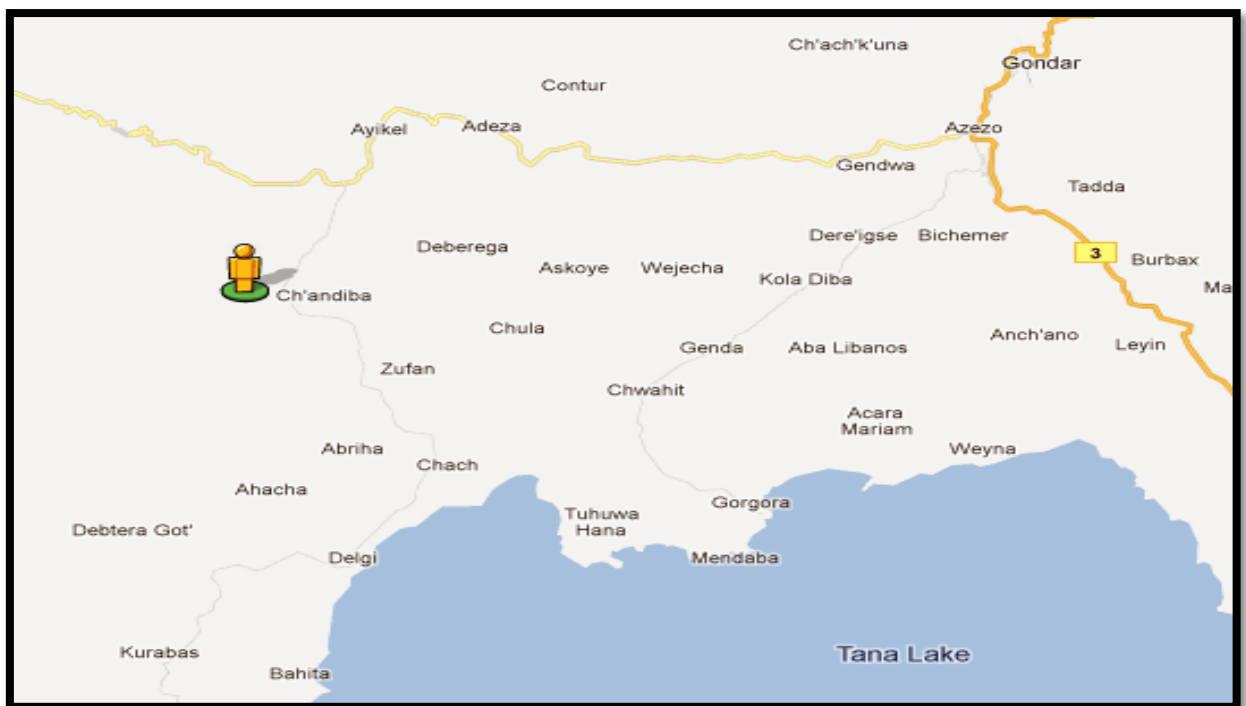 Ch'ach'k'una
Gondar
Contur
Ayikel
Adeza
Azezo
Gendwa
Tadda
Deberega
Dere'igse
Bichemer
3
Burbax
Askoye
Wejecha
Kola Diba
Ma
Ch'andiba
Chula
Anch'ano
Leyin
Genda
Aba Libanos
Zufan
Chwahit
Acara
Mariam
Abriha
Weyna
Chach
Ahacha
Gorgora
Tuhuwa
Hana
Debtera Got'
Delgi
Mendaba
Kurabas
Tana Lake
Bahita